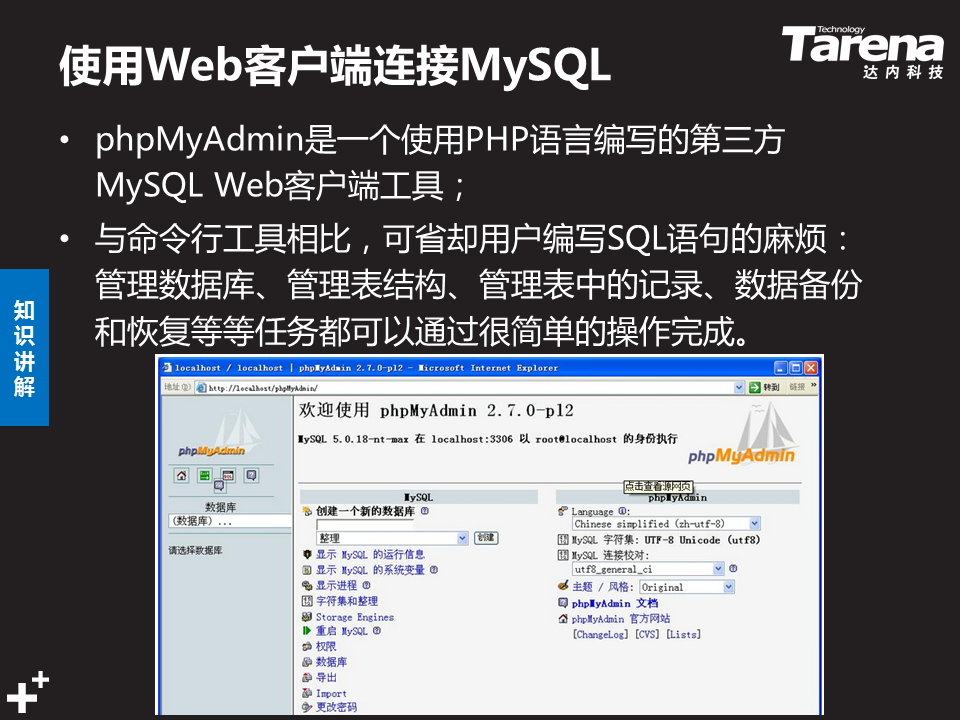 使用Web客户端连接MySQL
Technology
Tarena
达内科技
• phpMyAdmin是一个使用PHP语言编写的第三方
MySQL Web客户端工具；
• 与命令行工具相比，可省却用户编写SQL语句的麻烦：
管理数据库、管理表结构、管理表中的记录、数据备份
和恢复等等任务都可以通过很简单的操作完成。
知识讲解
localhost / localhost | phpMyAdmin 2.7.0-pl2 - Microsoft Internet Explorer
地址(D) http://localhost/phpMyAdmin/ 转到 链接 »
phpMyAdmin
数据库
(数据库) ...
请选择数据库
欢迎使用 phpMyAdmin 2.7.0-pl2
MySQL 5.0.18-nt-max 在 localhost:3306 以 root@localhost 的身份执行
phpMyAdmin
点击查看源网页
MySQL
创建一个新的数据库
整理 创建
显示 MySQL 的运行信息
显示 MySQL 的系统变量
显示进程
字符集和整理
Storage Engines
重启 MySQL
权限
数据库
导出
Import
更改密码
phpMyAdmin
Language:
Chinese simplified (zh-utf-8)
MySQL 字符集: UTF-8 Unicode (utf8)
MySQL 连接校对:
utf8_general_ci
主题 / 风格: Original
phpMyAdmin 文档
phpMyAdmin 官方网站
[ChangeLog] [CVS] [Lists]